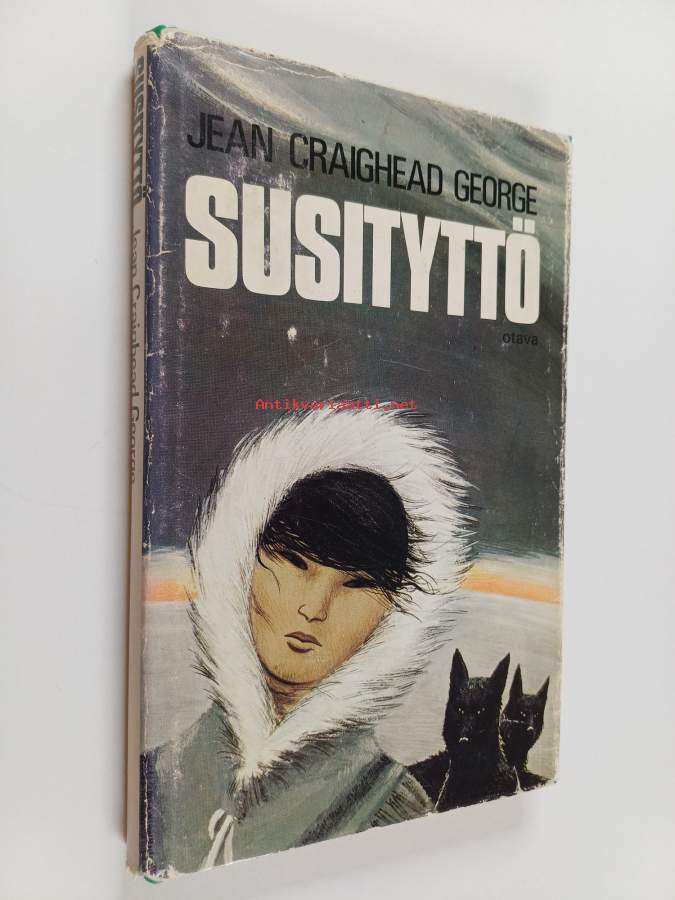 JEAN CRAIGHEAD GEORGE
SUSITYTTÖ
otava
Antikvariaatti.net
SUSITYTTÖ Jean Craighead George